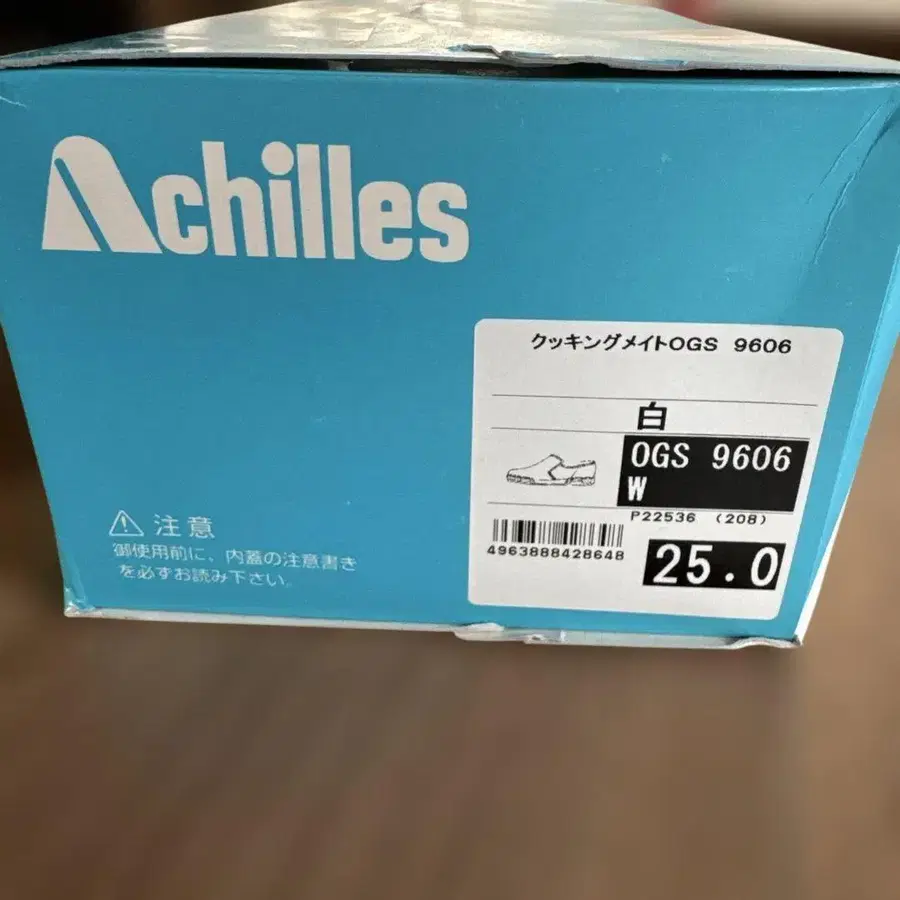 Achilles
クッキングメイトOGS 9606
白
OGS 9606
W
P22536 (208)
4963888428648
25.0
注意
御使用前に、内蓋の注意書き
を必ずお読み下さい。